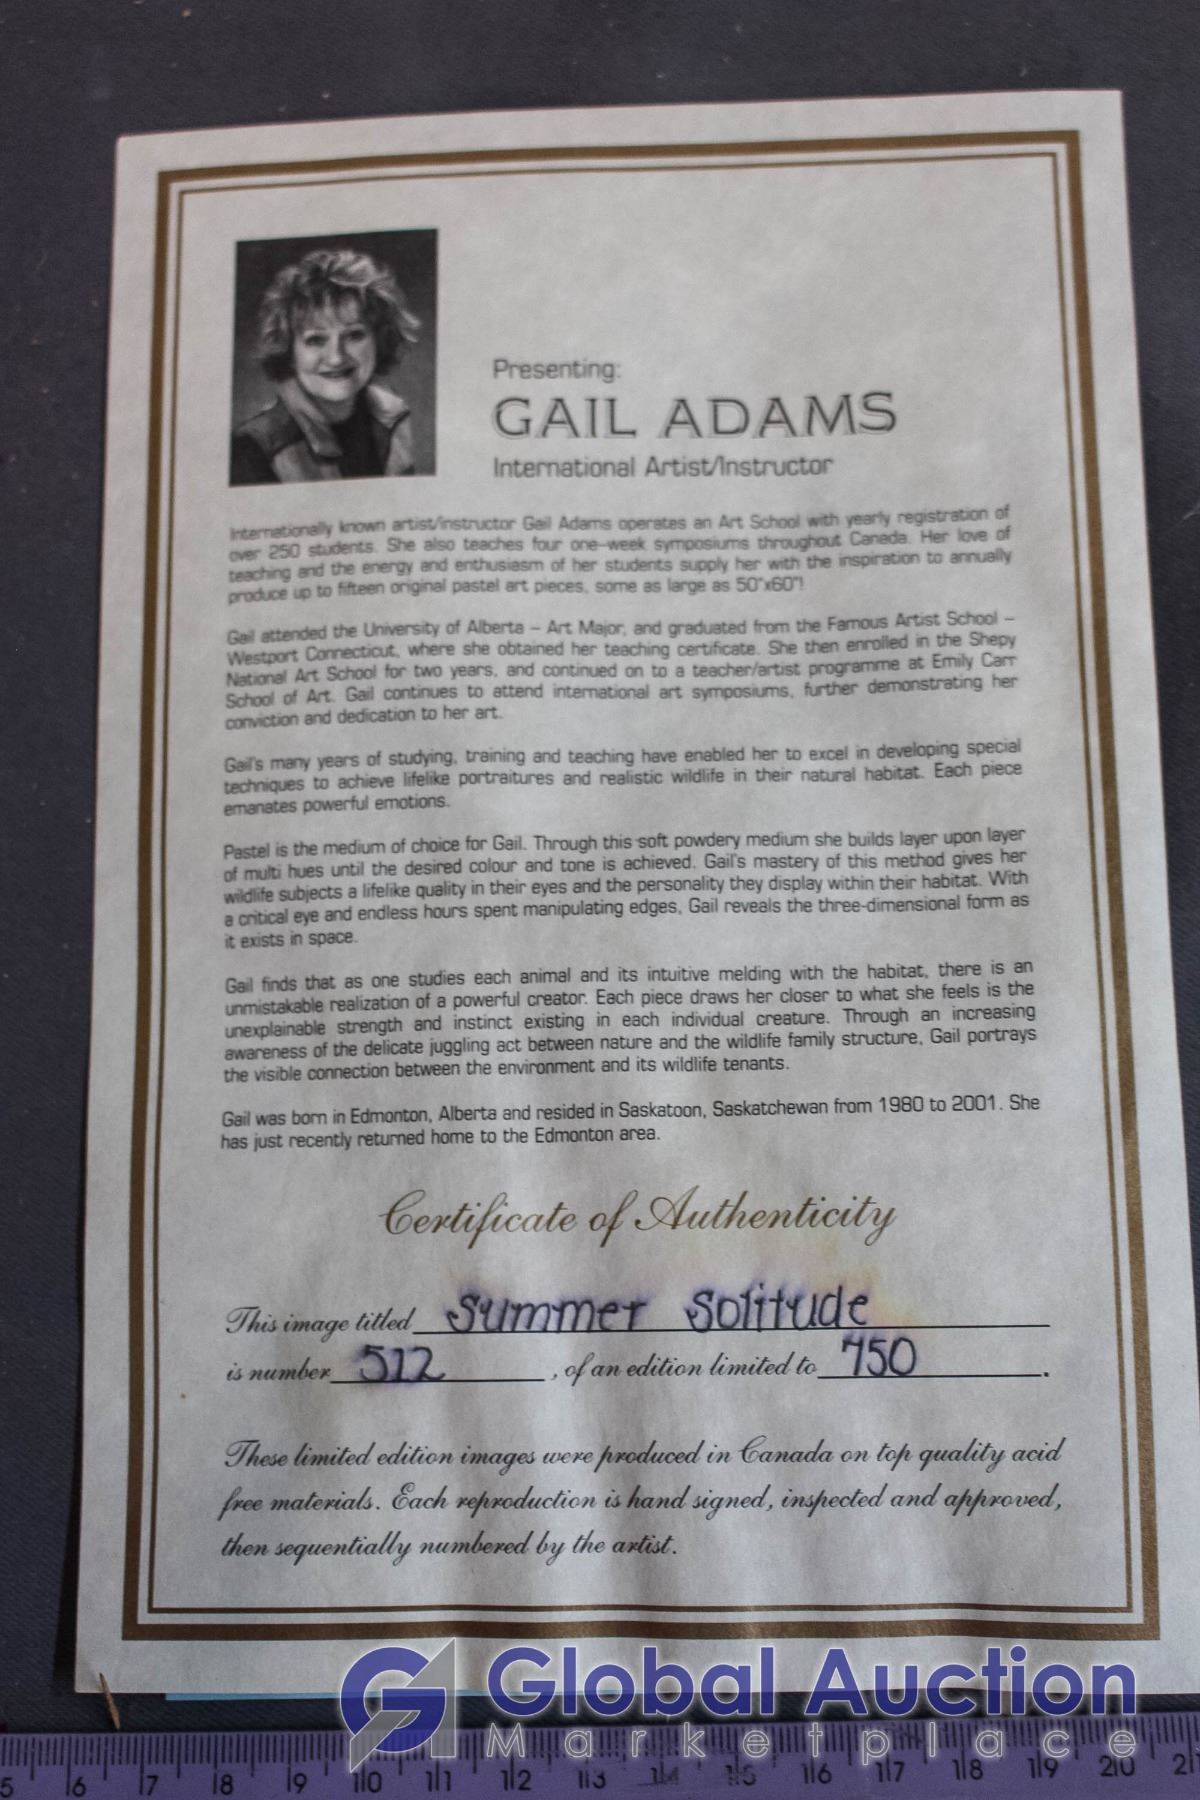 Presenting:
GAIL ADAMS
International Artist/Instructor
Internationally known artist/instructor Gail Adams operates an Art School with yearly registration of
over 250 students. She also teaches four one-week symposiums throughout Canada. Her love of
teaching and the energy and enthusiasm of her students supply her with the inspiration to annually
produce up to fifteen original pastel art pieces, some as large as 50"x60"!
Gail attended the University of Alberta – Art Major, and graduated from the Famous Artist School –
Westport Connecticut, where she obtained her teaching certificate. She then enrolled in the Shepy
National Art School for two years, and continued on to a teacher/artist programme at Emily Carr
School of Art. Gail continues to attend international art symposiums, further demonstrating her
conviction and dedication to her art.
Gail's many years of studying, training and teaching have enabled her to excel in developing special
techniques to achieve lifelike portraitures and realistic wildlife in their natural habitat. Each piece
emanates powerful emotions.
Pastel is the medium of choice for Gail. Through this soft powdery medium she builds layer upon layer
of multi hues until the desired colour and tone is achieved. Gail's mastery of this method gives her
wildlife subjects a lifelike quality in their eyes and the personality they display within their habitat. With
a critical eye and endless hours spent manipulating edges, Gail reveals the three-dimensional form as
it exists in space.
Gail finds that as one studies each animal and its intuitive melding with the habitat, there is an
unmistakable realization of a powerful creator. Each piece draws her closer to what she feels is the
unexplainable strength and instinct existing in each individual creature. Through an increasing
awareness of the delicate juggling act between nature and the wildlife family structure, Gail portrays
the visible connection between the environment and its wildlife tenants.
Gail was born in Edmonton, Alberta and resided in Saskatoon, Saskatchewan from 1980 to 2001. She
has just recently returned home to the Edmonton area.
Certificate of Authenticity
This image titled Summer Solitude
is number 512, of an edition limited to 750.
These limited edition images were produced in Canada on top quality acid
free materials. Each reproduction is hand signed, inspected and approved,
then sequentially numbered by the artist.
Global Auction
Marketplace
5 6 7 8 9 10 11 12 13 14 15 16 17 18 19 20 21